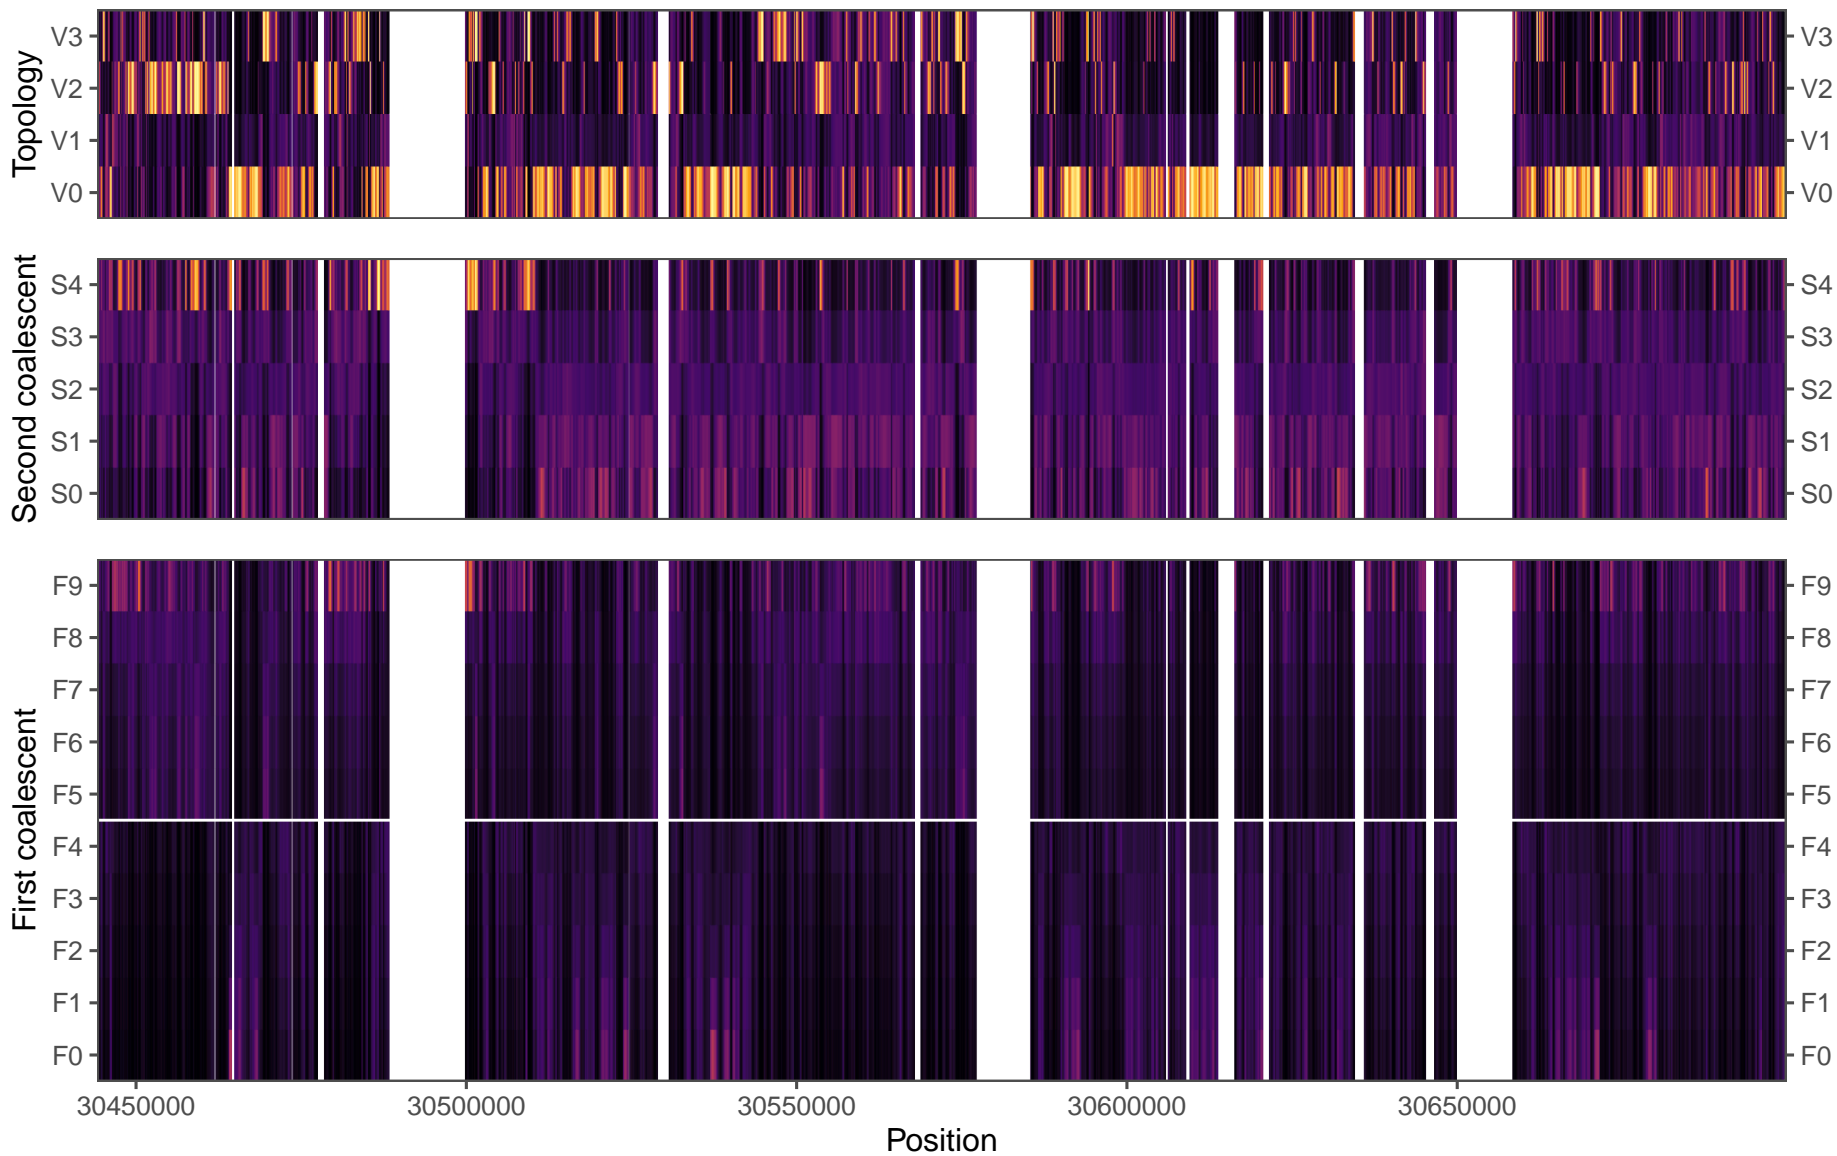 Topology
V3
V2
V1
V0
V3
V2
V1
V0
Second coalescent
S4
S3
S2
S1
S0
S4
S3
S2
S1
S0
First coalescent
F9
F8
F7
F6
F5
F4
F3
F2
F1
F0
F9
F8
F7
F6
F5
F4
F3
F2
F1
F0
30450000
30500000
30550000
30600000
30650000
Position